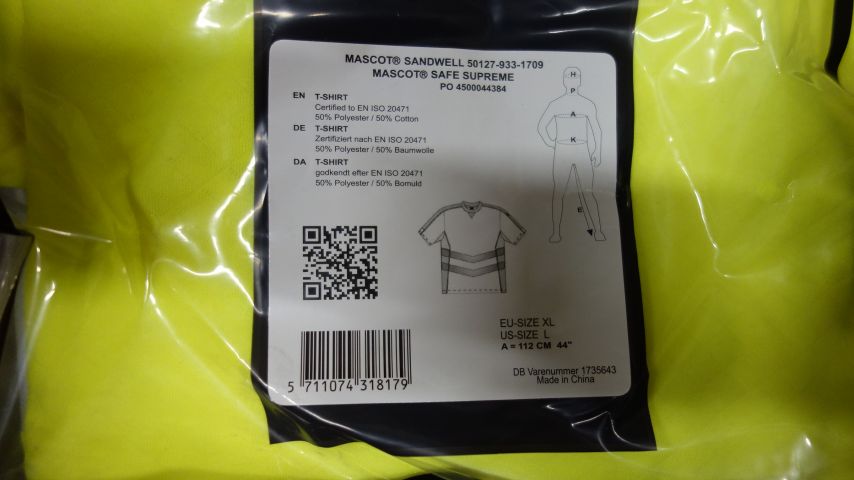 MASCOT® SANDWELL 50127-933-1709
MASCOT® SAFE SUPREME
PO 4500044384
EN T-SHIRT
Certified to EN ISO 20471
50% Polyester / 50% Cotton
DE T-SHIRT
Zertifiziert nach EN ISO 20471
50% Polyester / 50% Baumwolle
DA T-SHIRT
godkendt efter EN ISO 20471
50% Polyester / 50% Bomuld
H
P
A
K
E
EU-SIZE XL
US-SIZE L
A = 112 CM 44"
5 711074 318179
DB Varenummer 1735643
Made in China